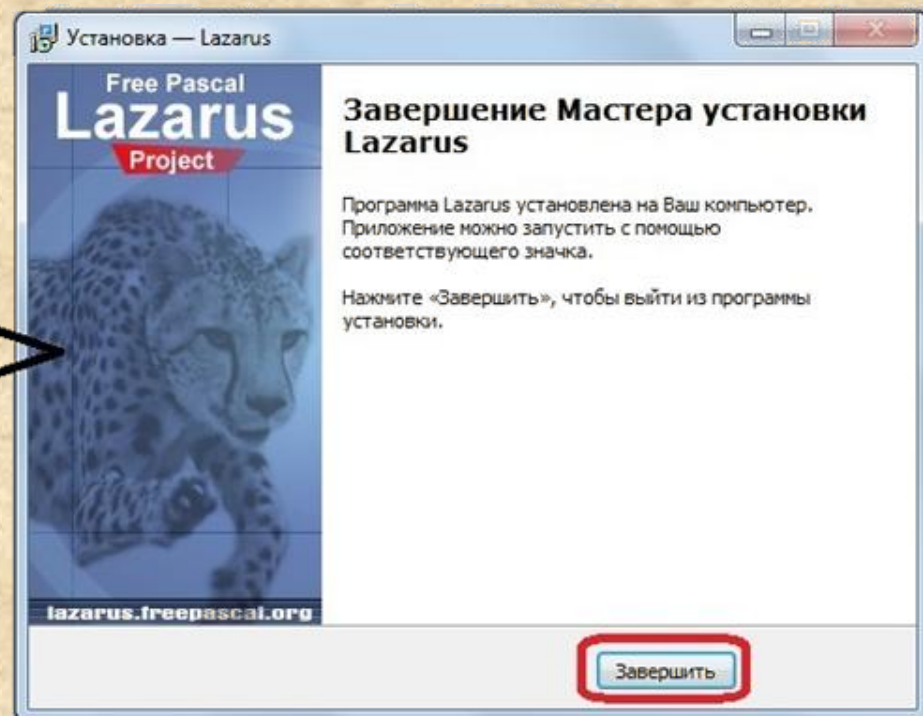 Установка — Lazarus
Free Pascal
Lazarus
Project
Завершение Мастера установки
Lazarus
Программа Lazarus установлена на Ваш компьютер.
Приложение можно запустить с помощью
соответствующего значка.
Нажмите «Завершить», чтобы выйти из программы
установки.
lazarus.freepascal.org
Завершить